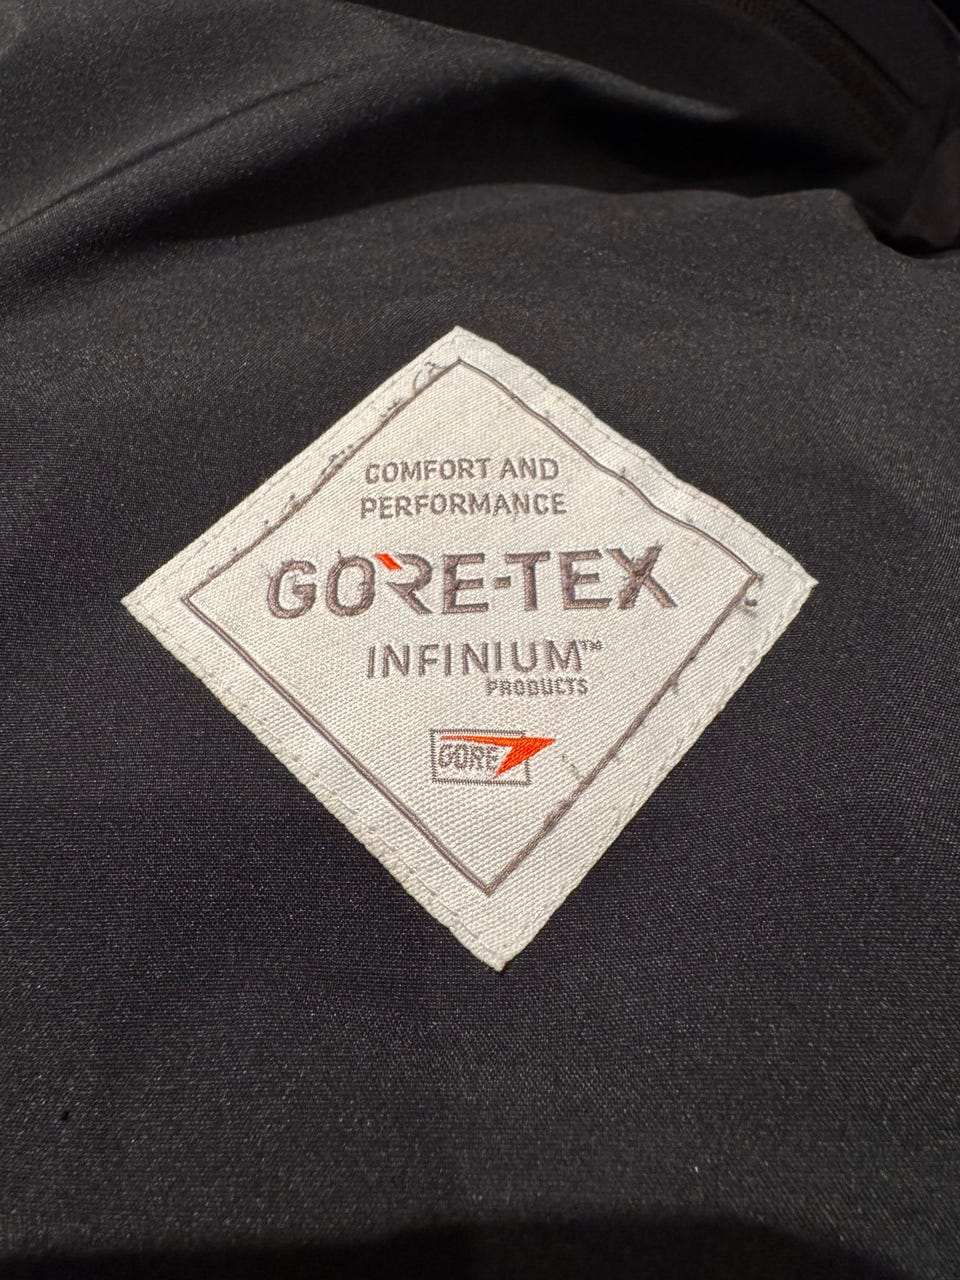 COMFORT AND
PERFORMANCE
GORE-TEX
INFINIUM™
PRODUCTS
GORE